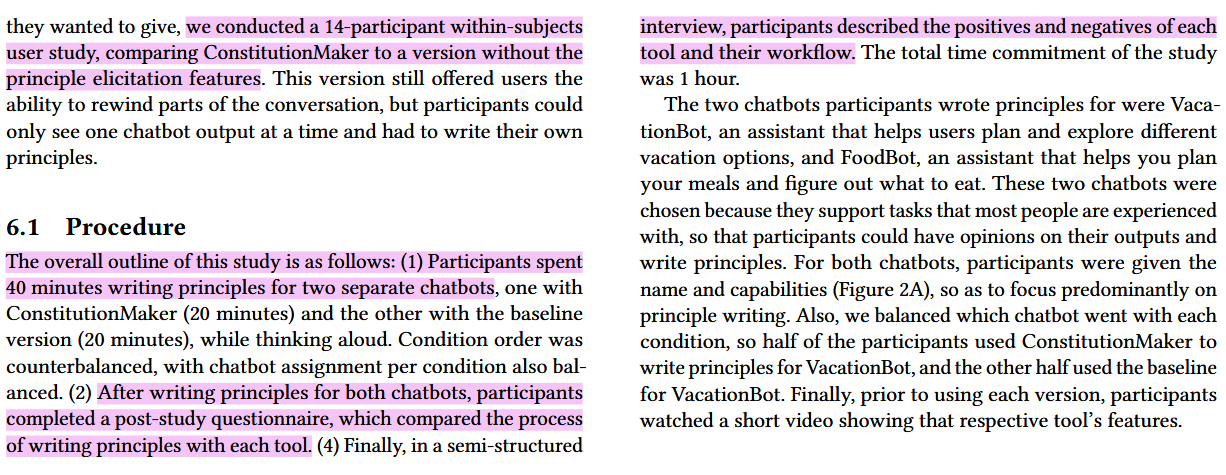 they wanted to give, we conducted a 14-participant within-subjects
user study, comparing ConstitutionMaker to a version without the
principle elicitation features. This version still offered users the
ability to rewind parts of the conversation, but participants could
only see one chatbot output at a time and had to write their own
principles.
6.1 Procedure
The overall outline of this study is as follows: (1) Participants spent
40 minutes writing principles for two separate chatbots, one with
ConstitutionMaker (20 minutes) and the other with the baseline
version (20 minutes), while thinking aloud. Condition order was
counterbalanced, with chatbot assignment per condition also bal-
anced. (2) After writing principles for both chatbots, participants
completed a post-study questionnaire, which compared the process
of writing principles with each tool. (4) Finally, in a semi-structured
interview, participants described the positives and negatives of each
tool and their workflow. The total time commitment of the study
was 1 hour.
The two chatbots participants wrote principles for were Vaca-
tionBot, an assistant that helps users plan and explore different
vacation options, and FoodBot, an assistant that helps you plan
your meals and figure out what to eat. These two chatbots were
chosen because they support tasks that most people are experienced
with, so that participants could have opinions on their outputs and
write principles. For both chatbots, participants were given the
name and capabilities (Figure 2A), so as to focus predominantly on
principle writing. Also, we balanced which chatbot went with each
condition, so half of the participants used ConstitutionMaker to
write principles for VacationBot, and the other half used the baseline
for VacationBot. Finally, prior to using each version, participants
watched a short video showing that respective tool's features.